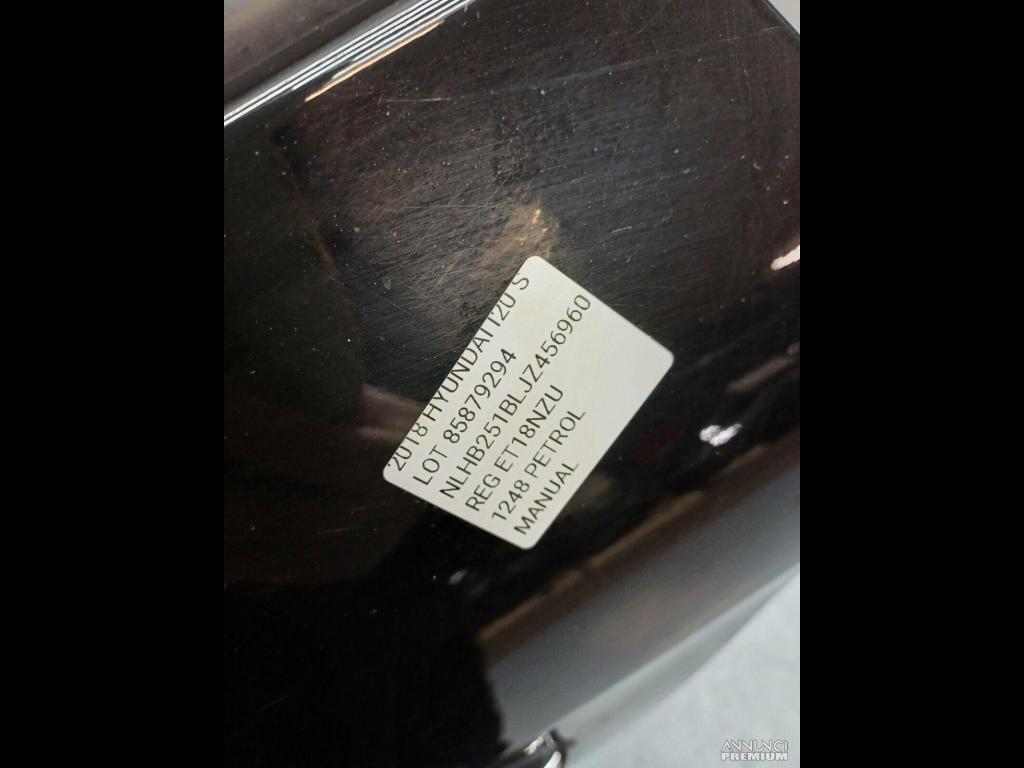 2018 HYUNDAI I20 S
LOT 85879294
NLHB251BLJZ456960
REG ET18NZU
1248 PETROL
MANUAL
ANNUNCI
PREMIUM